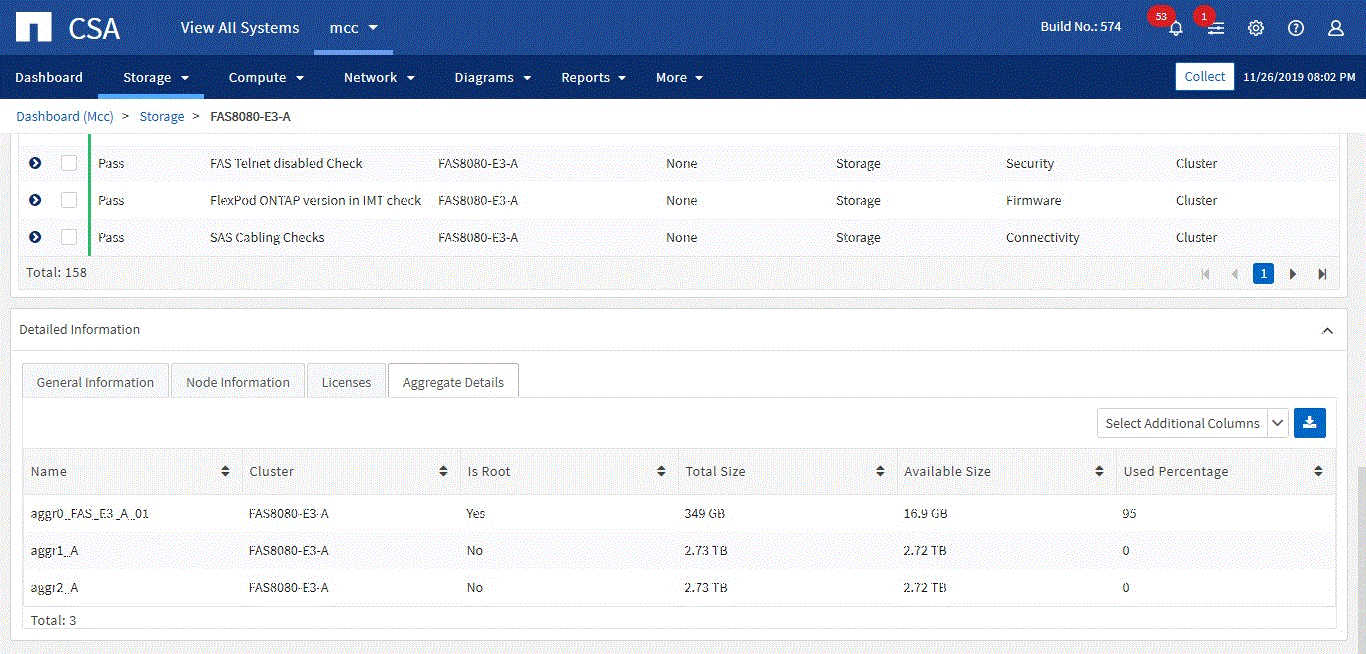 CSA View All Systems mcc Build No.: 574 53 1
Dashboard Storage Compute Network Diagrams Reports More Collect 11/26/2019 08:02 PM
Dashboard (Mcc) > Storage > FAS8080-E3-A
Pass FAS Telnet disabled Check FAS8080-E3-A None Storage Security Cluster
Pass FlexPod ONTAP version in IMT check FAS8080-E3-A None Storage Firmware Cluster
Pass SAS Cabling Checks FAS8080-E3-A None Storage Connectivity Cluster
Total: 158 1
Detailed Information
General Information Node Information Licenses Aggregate Details
Select Additional Columns
Name Cluster Is Root Total Size Available Size Used Percentage
aggr0_FAS_E3_A_01 FAS8080-E3-A Yes 349 GB 16.9 GB 95
aggr1_A FAS8080-E3-A No 2.73 TB 2.72 TB 0
aggr2_A FAS8080-E3-A No 2.73 TB 2.72 TB 0
Total: 3